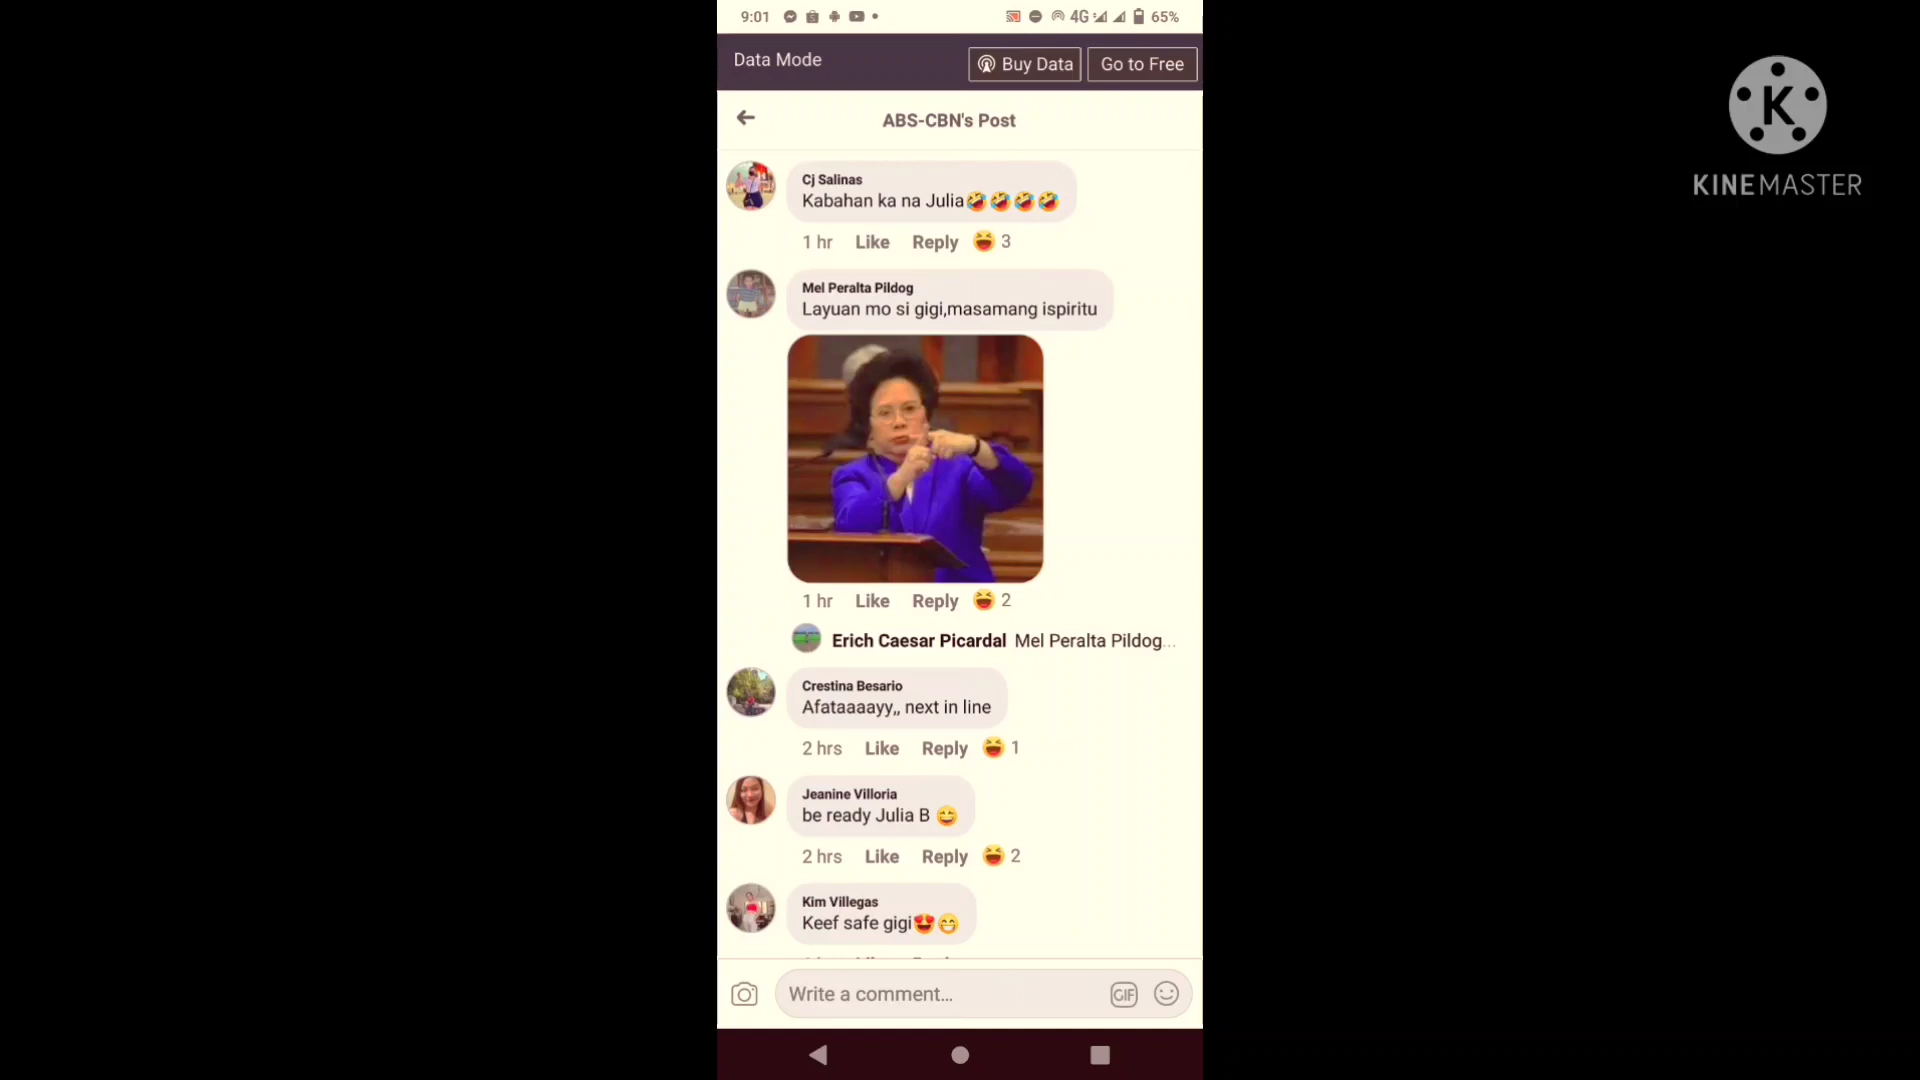 9:01
4G
65%
Data Mode
Buy Data
Go to Free
ABS-CBN's Post
Cj Salinas
Kabahan ka na Julia🤣🤣🤣🤣
1 hr Like Reply 3
Mel Peralta Pildog
Layuan mo si gigi,masamang ispiritu
1 hr Like Reply 2
Erich Caesar Picardal Mel Peralta Pildog...
Crestina Besario
Afataaaayy,, next in line
2 hrs Like Reply 1
Jeanine Villoria
be ready Julia B 😄
2 hrs Like Reply 2
Kim Villegas
Keef safe gigi😍😁
Write a comment...
GIF
K
KINEMASTER